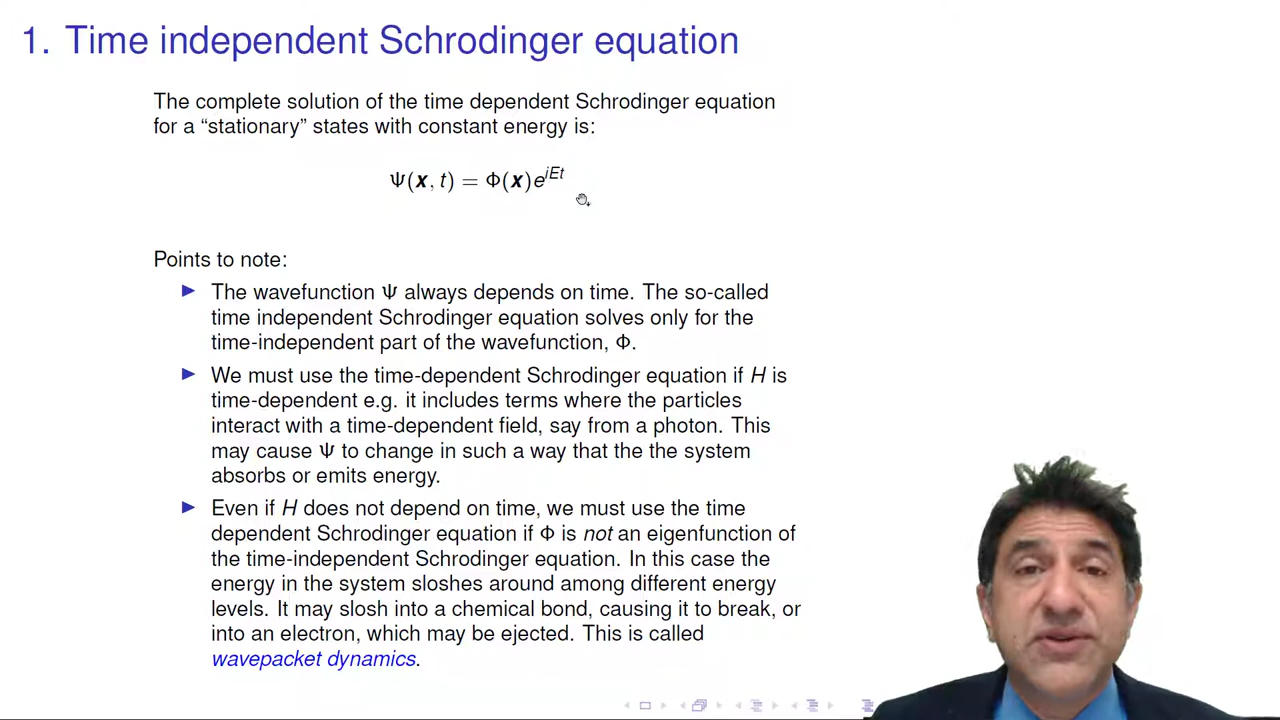 1. Time independent Schrodinger equation
The complete solution of the time dependent Schrodinger equation
for a “stationary” states with constant energy is:
Ψ(x, t) = Φ(x)e^{iEt}
Points to note:
▶ The wavefunction Ψ always depends on time. The so-called
time independent Schrodinger equation solves only for the
time-independent part of the wavefunction, Φ.
▶ We must use the time-dependent Schrodinger equation if H is
time-dependent e.g. it includes terms where the particles
interact with a time-dependent field, say from a photon. This
may cause Ψ to change in such a way that the the system
absorbs or emits energy.
▶ Even if H does not depend on time, we must use the time
dependent Schrodinger equation if Φ is not an eigenfunction of
the time-independent Schrodinger equation. In this case the
energy in the system sloshes around among different energy
levels. It may slosh into a chemical bond, causing it to break, or
into an electron, which may be ejected. This is called
wavepacket dynamics.